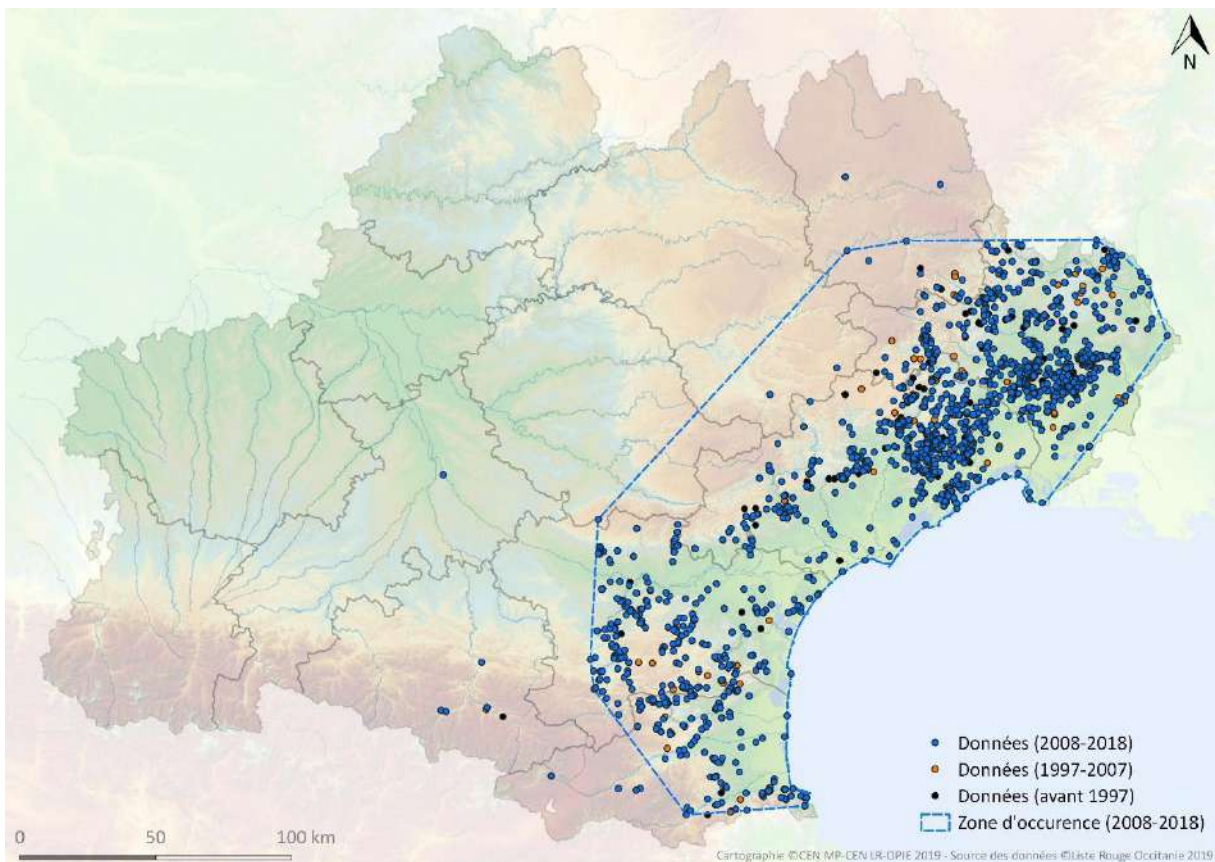 N
Données (2008-2018)
Données (1997-2007)
Données (avant 1997)
Zone d'occurence (2008-2018)
0 50 100 km
Cartographie ©CEN MP-CEN LR-OPIE 2019 - Source des données ©Liste Rouge Occitanie 2019